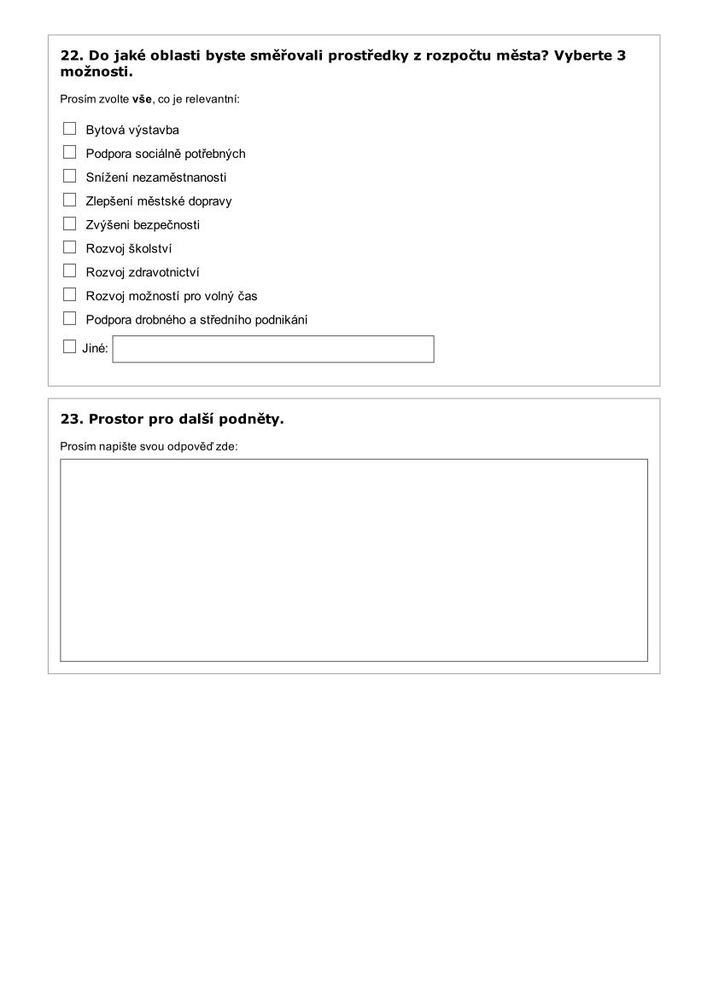 22. Do jaké oblasti byste směřovali prostředky z rozpočtu města? Vyberte 3
možnosti.
Prosím zvolte vše, co je relevantní:
Bytová výstavba
Podpora sociálně potřebných
Snížení nezaměstnanosti
Zlepšení městské dopravy
Zvýšeni bezpečnosti
Rozvoj školství
Rozvoj zdravotnictví
Rozvoj možností pro volný čas
Podpora drobného a středního podnikání
Jiné:
23. Prostor pro další podněty.
Prosím napište svou odpověď zde: